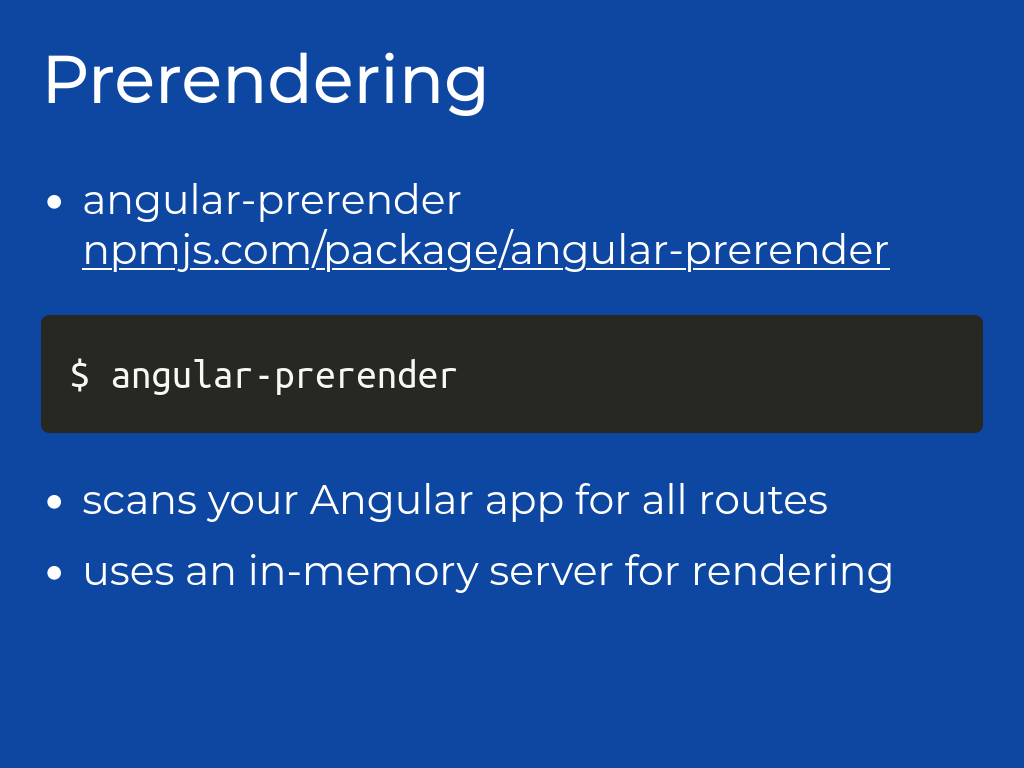 Prerendering
• angular-prerender
npmjs.com/package/angular-prerender
$ angular-prerender
• scans your Angular app for all routes
• uses an in-memory server for rendering